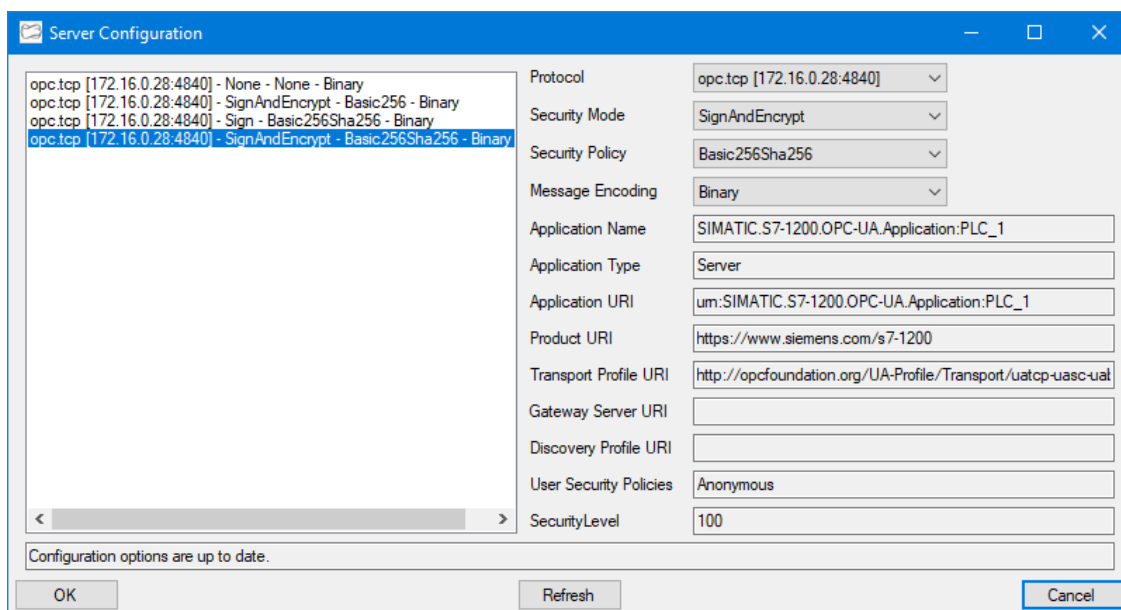 Server Configuration
opc.tcp [172.16.0.28:4840] - None - None - Binary
opc.tcp [172.16.0.28:4840] - SignAndEncrypt - Basic256 - Binary
opc.tcp [172.16.0.28:4840] - Sign - Basic256Sha256 - Binary
opc.tcp [172.16.0.28:4840] - SignAndEncrypt - Basic256Sha256 - Binary
Protocol opc.tcp [172.16.0.28:4840]
Security Mode SignAndEncrypt
Security Policy Basic256Sha256
Message Encoding Binary
Application Name SIMATIC.S7-1200.OPC-UA.Application:PLC_1
Application Type Server
Application URI urn:SIMATIC.S7-1200.OPC-UA.Application:PLC_1
Product URI https://www.siemens.com/s7-1200
Transport Profile URI http://opcfoundation.org/UA-Profile/Transport/uatcp-uasc-uab
Gateway Server URI
Discovery Profile URI
User Security Policies Anonymous
SecurityLevel 100
Configuration options are up to date.
OK Refresh Cancel